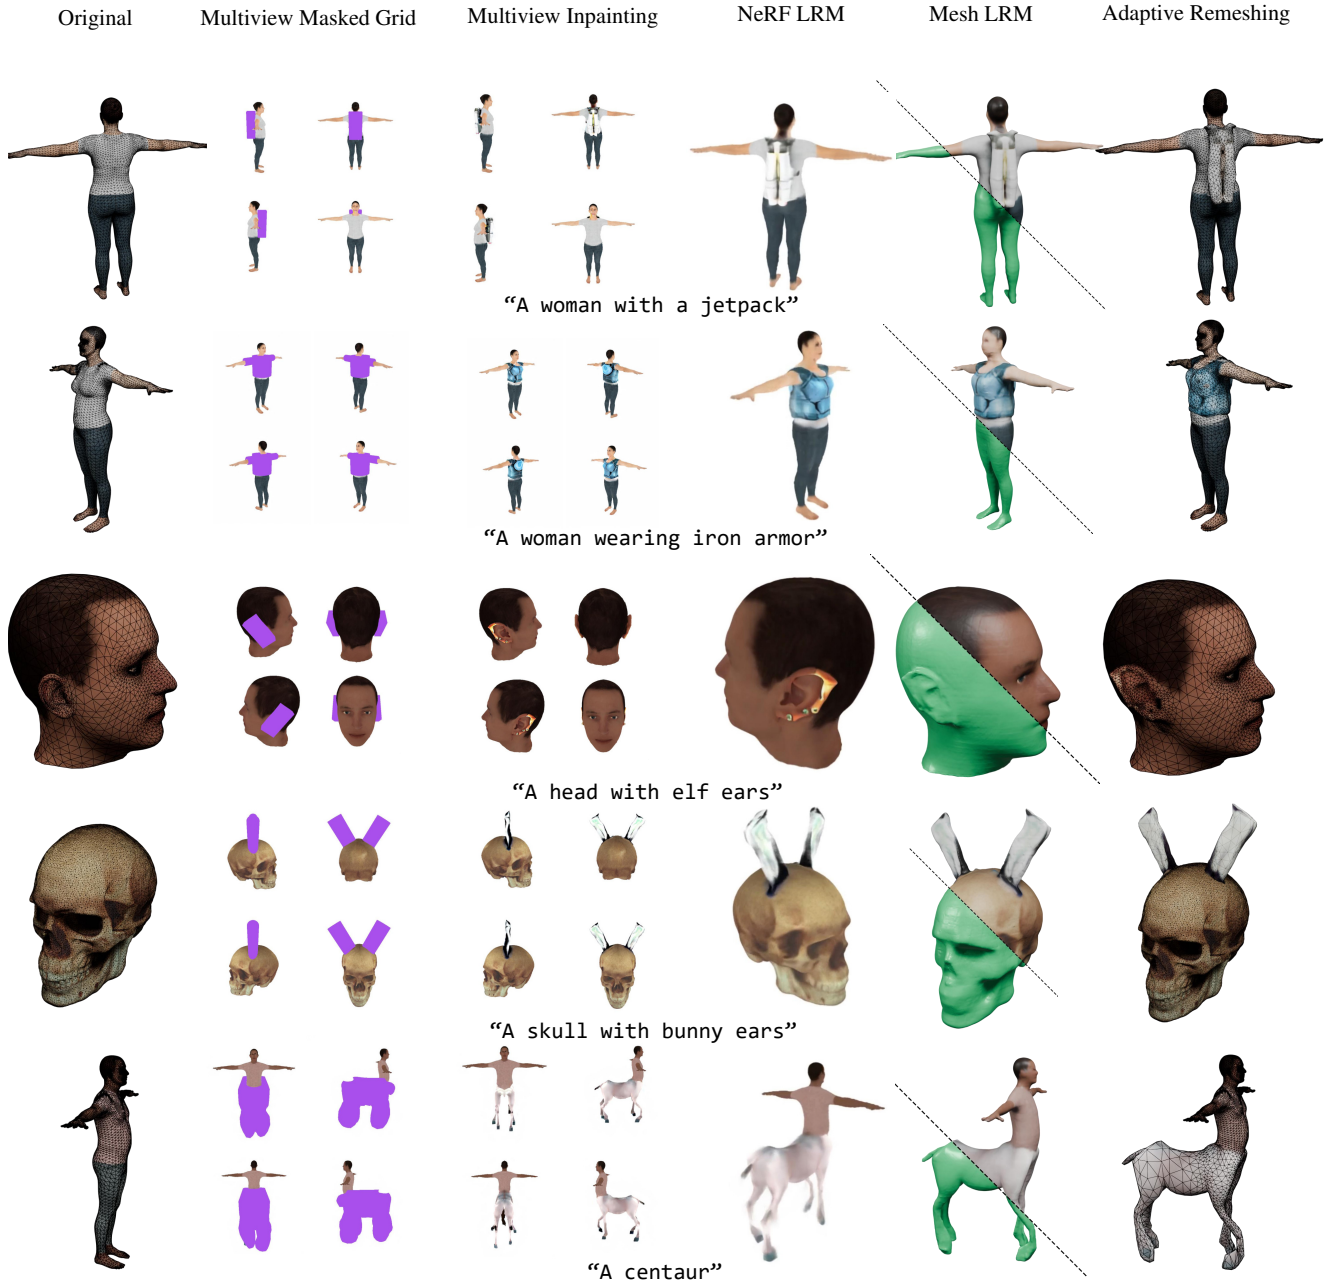 Original Multiview Masked Grid Multiview Inpainting NeRF LRM Mesh LRM Adaptive Remeshing
“A woman with a jetpack”
“A woman wearing iron armor”
“A head with elf ears”
“A skull with bunny ears”
“A centaur”